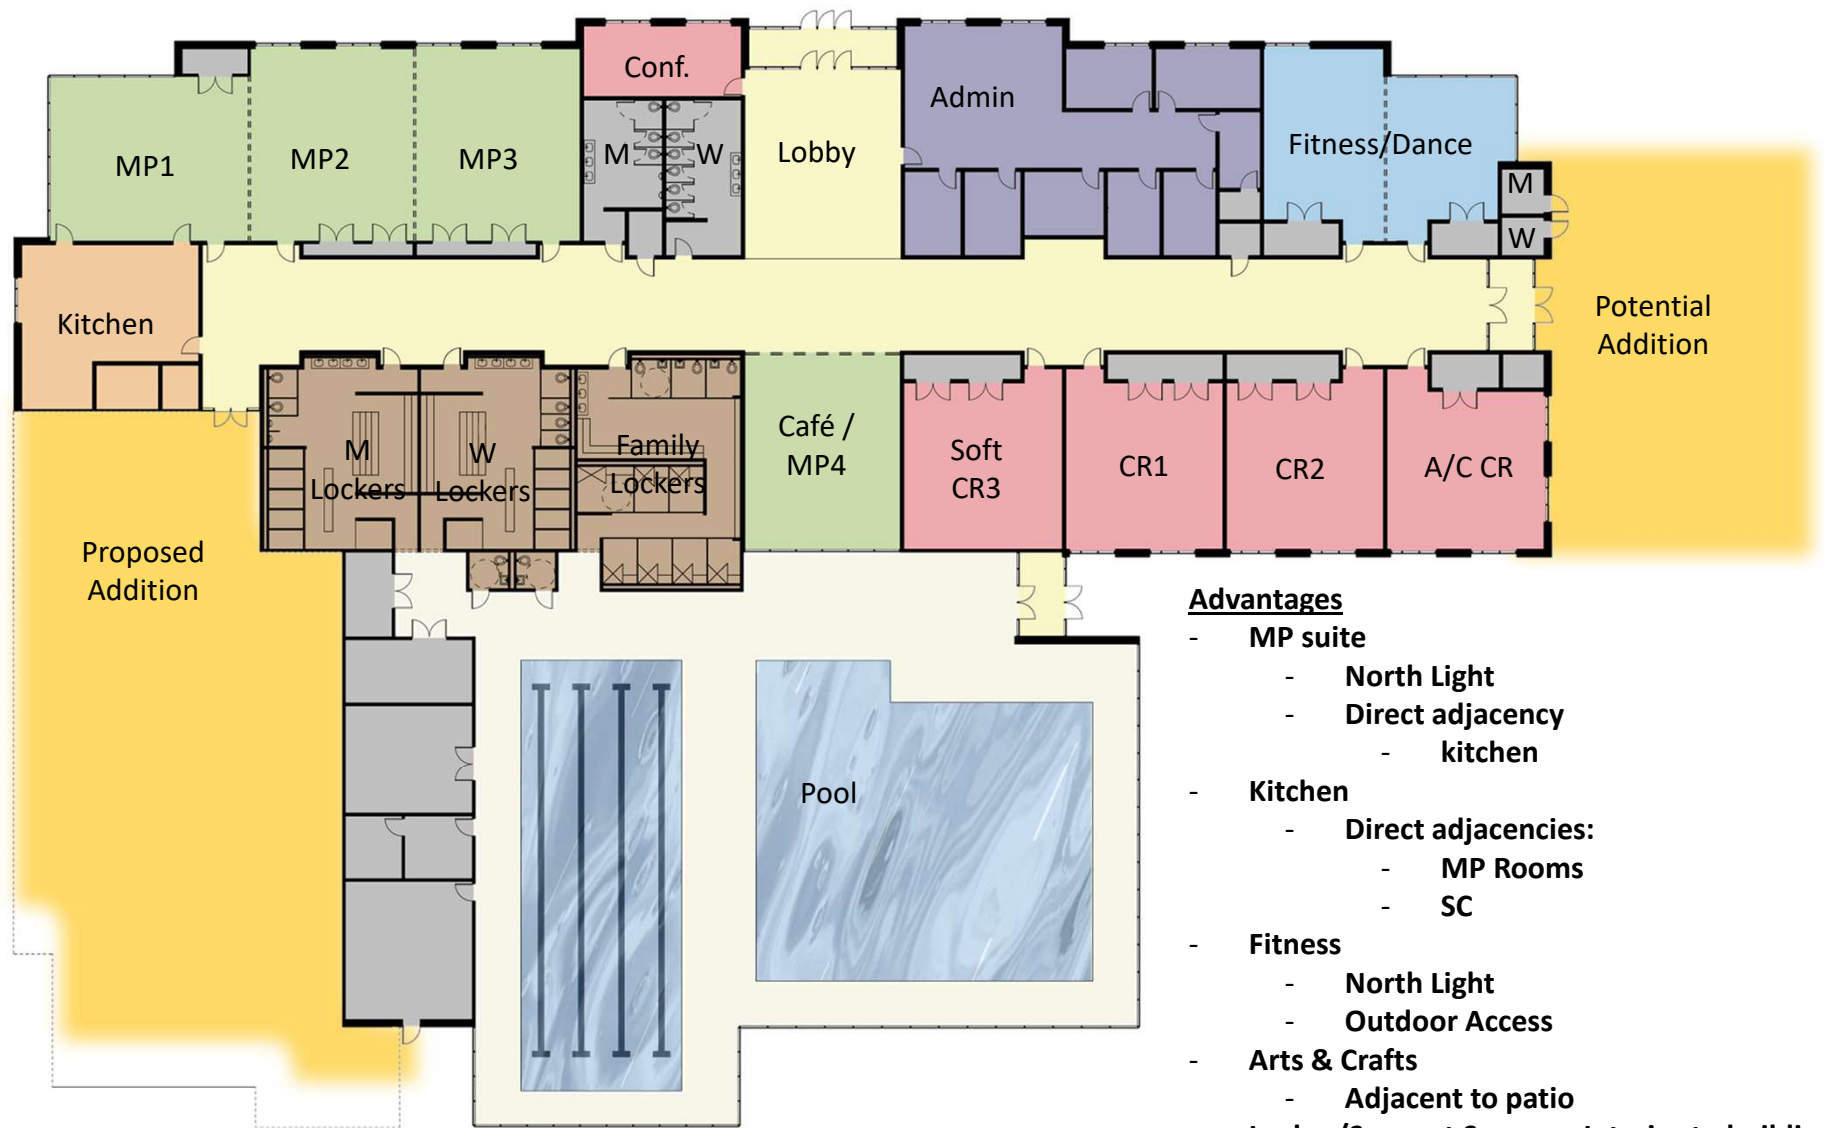 Conf.
Admin
MP1
MP2
MP3
M
W
Lobby
Fitness/Dance
M
W
Kitchen
Potential
Addition
Café /
MP4
M
Lockers
W
Lockers
Family
Lockers
Soft
CR3
CR1
CR2
A/C CR
Proposed
Addition
Pool
Advantages
- MP suite
- North Light
- Direct adjacency
- kitchen
- Kitchen
- Direct adjacencies:
- MP Rooms
- SC
- Fitness
- North Light
- Outdoor Access
- Arts & Crafts
- Adjacent to patio